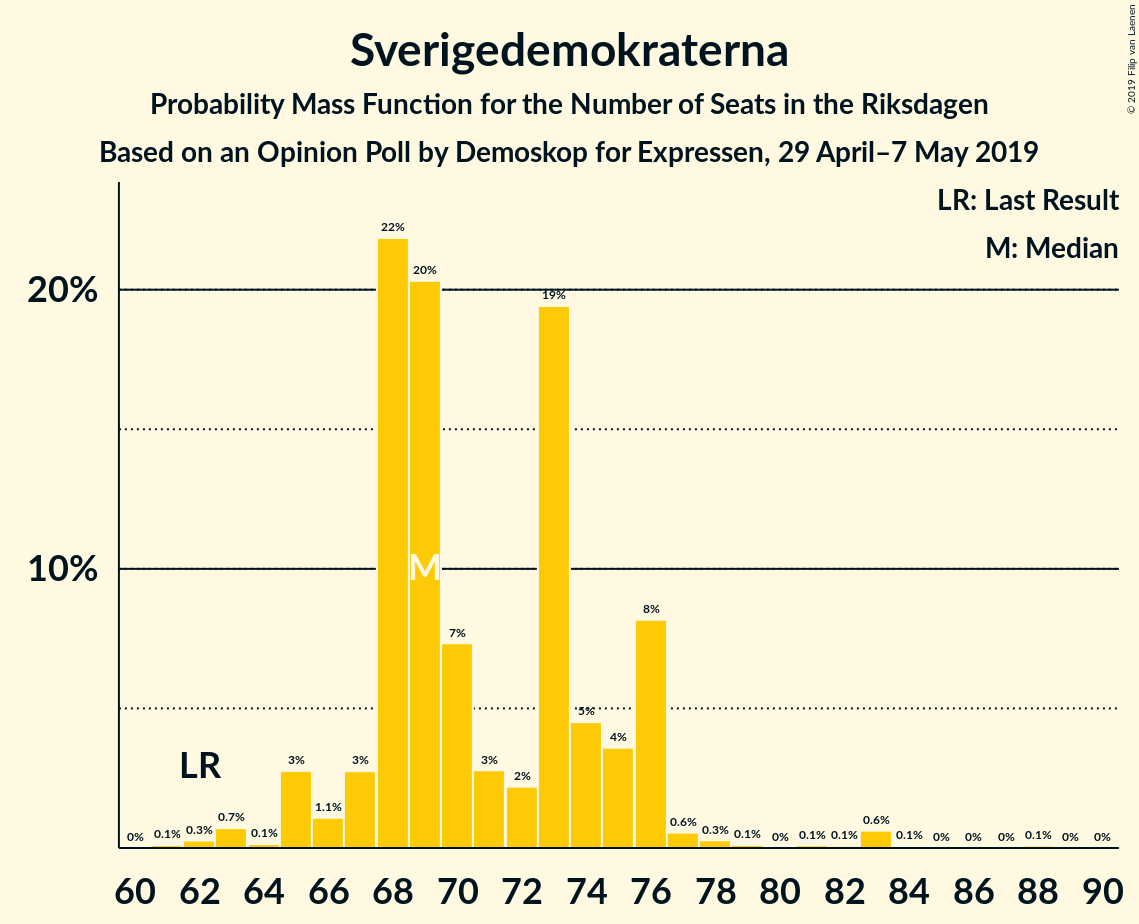 Sverigedemokraterna
Probability Mass Function for the Number of Seats in the Riksdagen
Based on an Opinion Poll by Demoskop for Expressen, 29 April–7 May 2019
© 2019 Filip van Laenen
LR: Last Result
M: Median
20%
10%
0% 0.1% 0.3% 0.7% 0.1% 3% 1.1% 3% 22% 20% 7% 3% 2% 19% 5% 4% 8% 0.6% 0.3% 0.1% 0% 0.1% 0.1% 0.6% 0.1% 0% 0% 0% 0.1% 0% 0%
LR
M
60 62 64 66 68 70 72 74 76 78 80 82 84 86 88 90